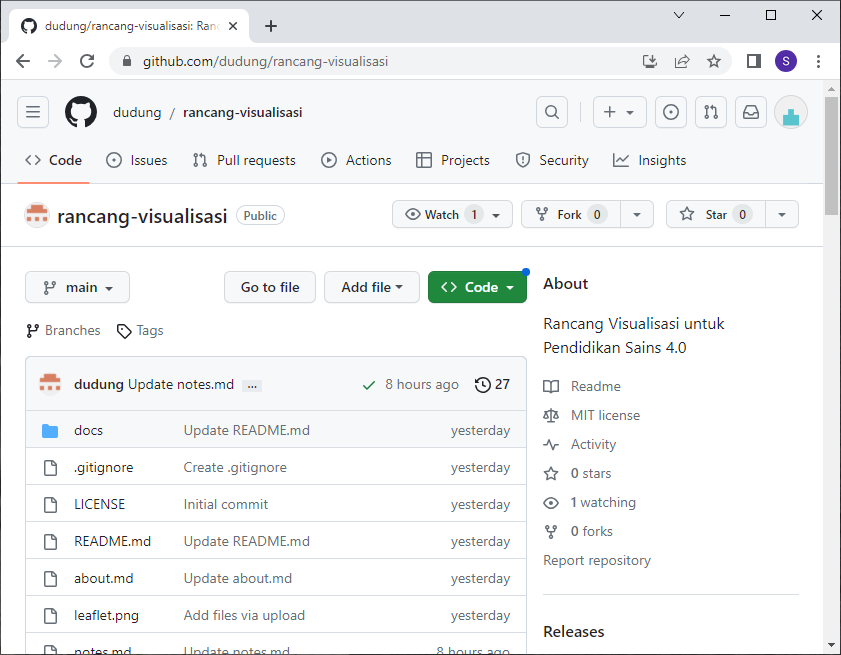 dudung/rancang-visualisasi: Ran
github.com/dudung/rancang-visualisasi
S
dudung / rancang-visualisasi
Code Issues Pull requests Actions Projects Security Insights
rancang-visualisasi Public
Watch 1 Fork 0 Star 0
main Go to file Add file Code
Branches Tags
dudung Update notes.md ... 8 hours ago 27
docs Update README.md yesterday
.gitignore Create .gitignore yesterday
LICENSE Initial commit yesterday
README.md Update README.md yesterday
about.md Update about.md yesterday
leaflet.png Add files via upload yesterday
notes.md Update notes.md 8 hours ago
About
Rancang Visualisasi untuk
Pendidikan Sains 4.0
Readme
MIT license
Activity
0 stars
1 watching
0 forks
Report repository
Releases